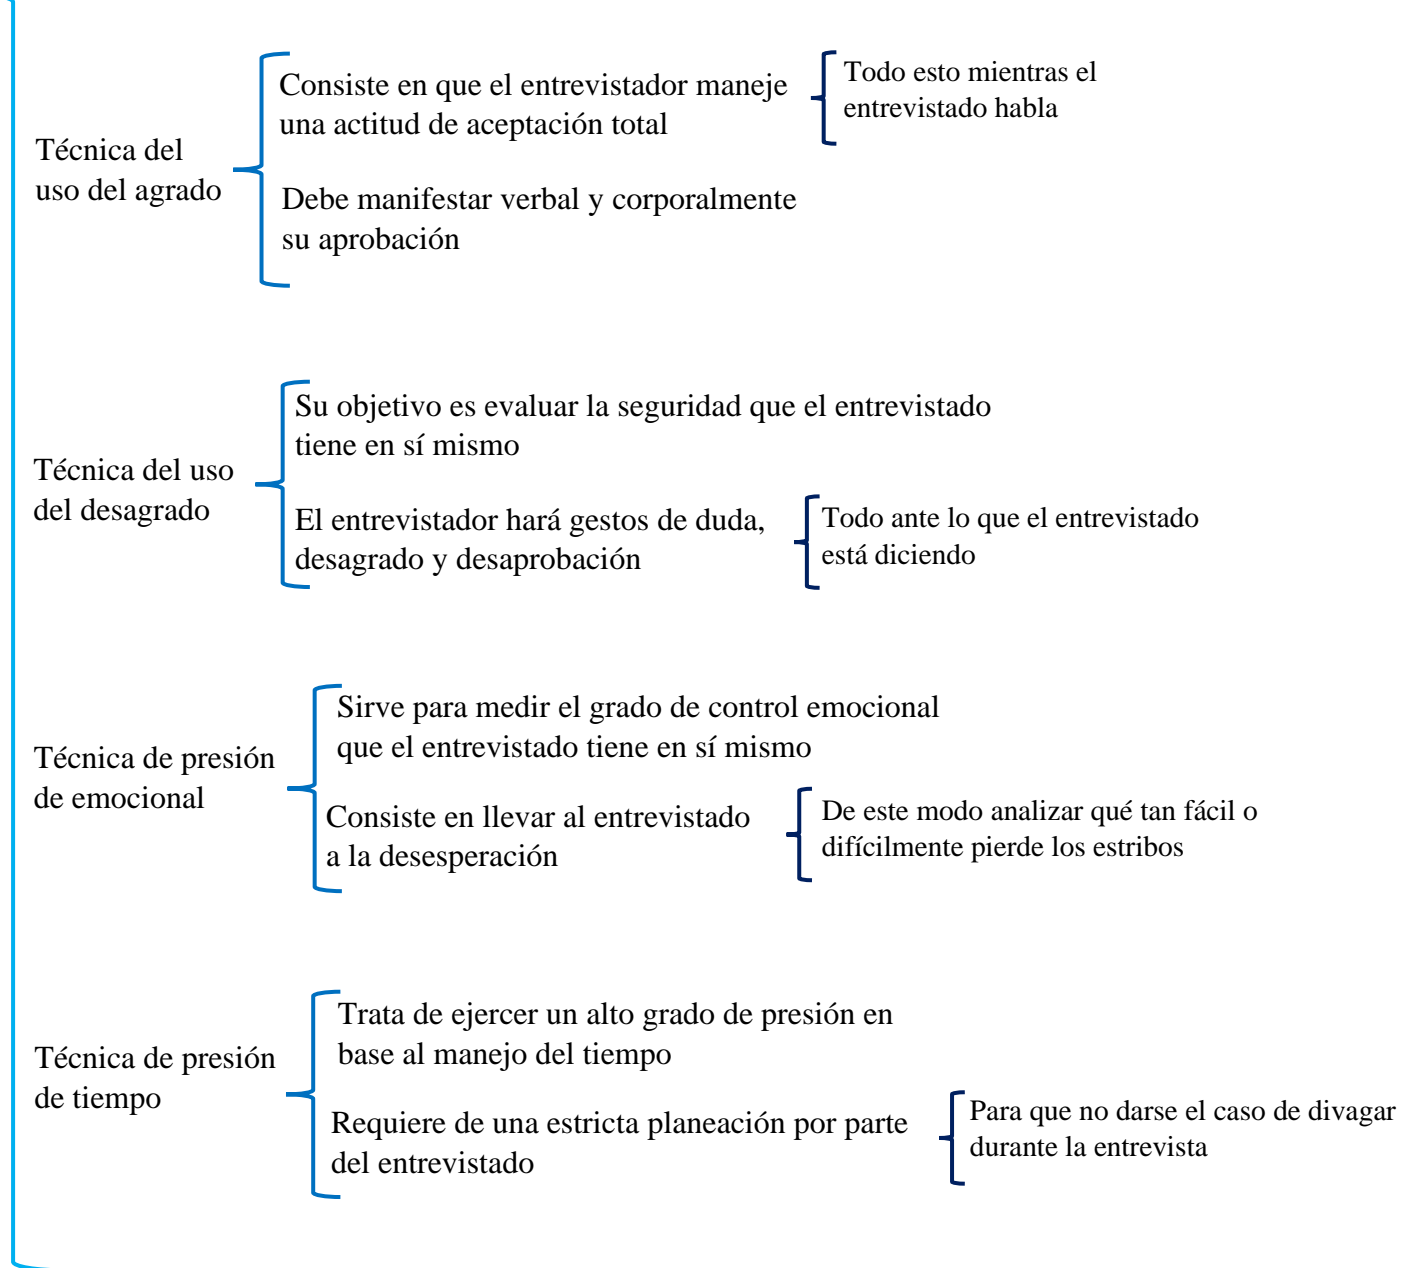 Técnica del
uso del agrado
Consiste en que el entrevistador maneje
una actitud de aceptación total
Todo esto mientras el
entrevistado habla
Debe manifestar verbal y corporalmente
su aprobación
Técnica del uso
del desagrado
Su objetivo es evaluar la seguridad que el entrevistado
tiene en sí mismo
El entrevistador hará gestos de duda,
desagrado y desaprobación
Todo ante lo que el entrevistado
está diciendo
Técnica de presión
de emocional
Sirve para medir el grado de control emocional
que el entrevistado tiene en sí mismo
Consiste en llevar al entrevistado
a la desesperación
De este modo analizar qué tan fácil o
difícilmente pierde los estribos
Técnica de presión
de tiempo
Trata de ejercer un alto grado de presión en
base al manejo del tiempo
Requiere de una estricta planeación por parte
del entrevistado
Para que no darse el caso de divagar
durante la entrevista